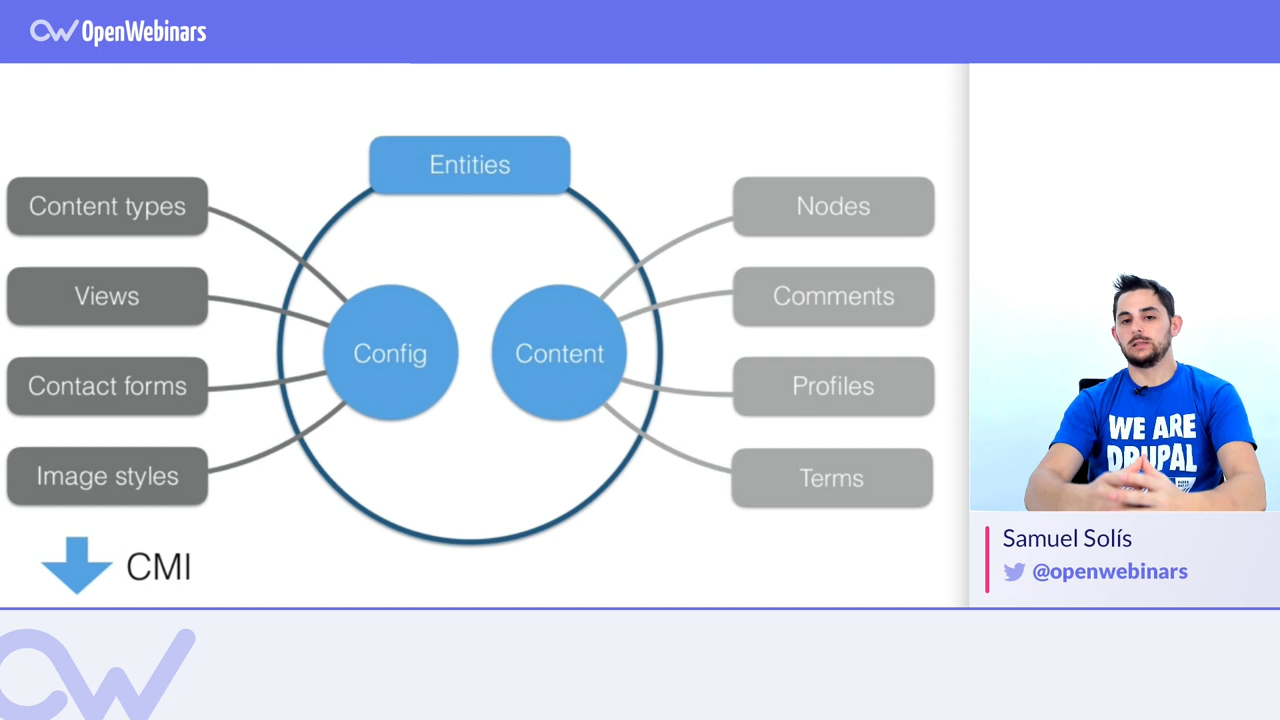 OpenWebinars
Entities
Content types
Views
Contact forms
Image styles
Config
Content
Nodes
Comments
Profiles
Terms
CMI
WE ARE
DRUPAL
Samuel Solís
@openwebinars